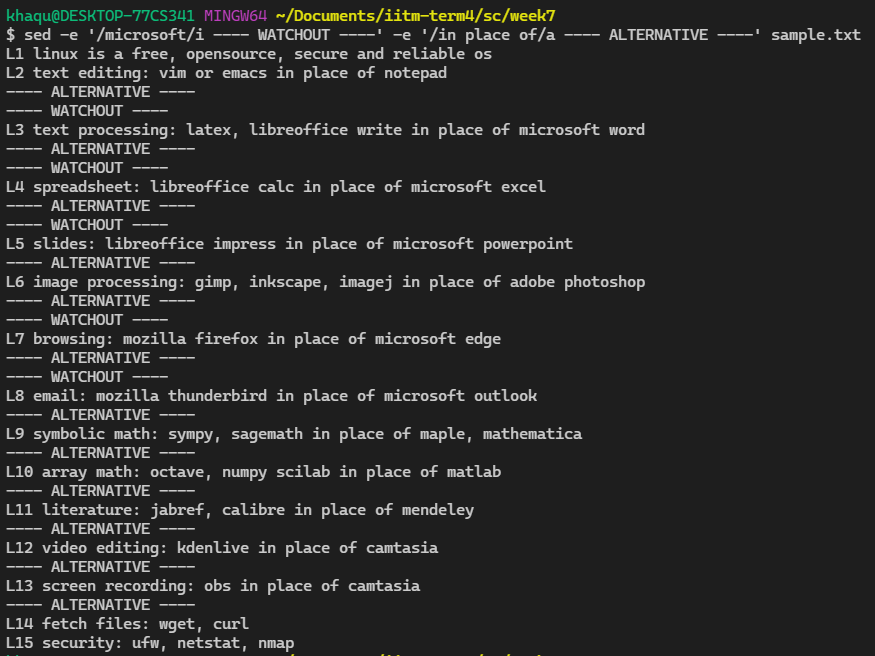 khaqu@DESKTOP-77CS341 MINGW64 ~/Documents/iitm-term4/sc/week7
$ sed -e '/microsoft/i ---- WATCHOUT ----' -e '/in place of/a ---- ALTERNATIVE ----' sample.txt
L1 linux is a free, opensource, secure and reliable os
L2 text editing: vim or emacs in place of notepad
---- ALTERNATIVE ----
---- WATCHOUT ----
L3 text processing: latex, libreoffice write in place of microsoft word
---- ALTERNATIVE ----
---- WATCHOUT ----
L4 spreadsheet: libreoffice calc in place of microsoft excel
---- ALTERNATIVE ----
---- WATCHOUT ----
L5 slides: libreoffice impress in place of microsoft powerpoint
---- ALTERNATIVE ----
L6 image processing: gimp, inkscape, imagej in place of adobe photoshop
---- ALTERNATIVE ----
---- WATCHOUT ----
L7 browsing: mozilla firefox in place of microsoft edge
---- ALTERNATIVE ----
---- WATCHOUT ----
L8 email: mozilla thunderbird in place of microsoft outlook
---- ALTERNATIVE ----
L9 symbolic math: sympy, sagemath in place of maple, mathematica
---- ALTERNATIVE ----
L10 array math: octave, numpy scilab in place of matlab
---- ALTERNATIVE ----
L11 literature: jabref, calibre in place of mendeley
---- ALTERNATIVE ----
L12 video editing: kdenlive in place of camtasia
---- ALTERNATIVE ----
L13 screen recording: obs in place of camtasia
---- ALTERNATIVE ----
L14 fetch files: wget, curl
L15 security: ufw, netstat, nmap